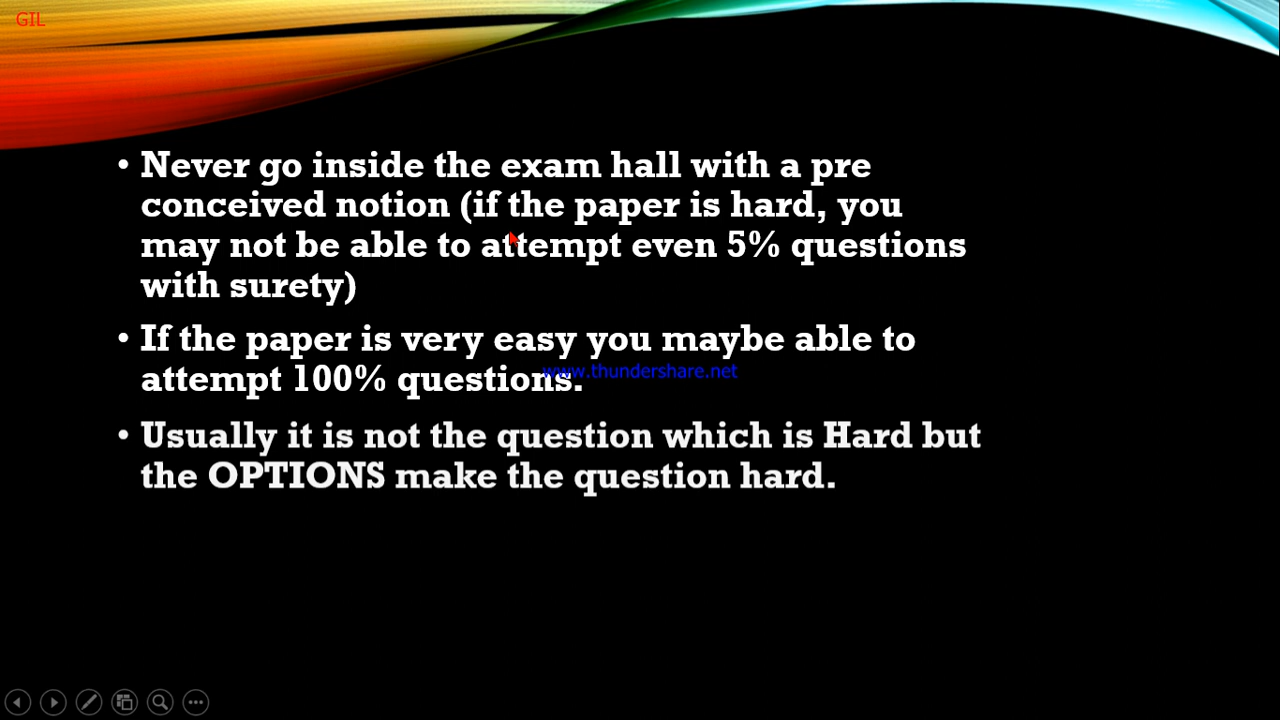 GIL
• Never go inside the exam hall with a pre
conceived notion (if the paper is hard, you
may not be able to attempt even 5% questions
with surety)
• If the paper is very easy you maybe able to
attempt 100% questions.
www.thundershare.net
• Usually it is not the question which is Hard but
the OPTIONS make the question hard.